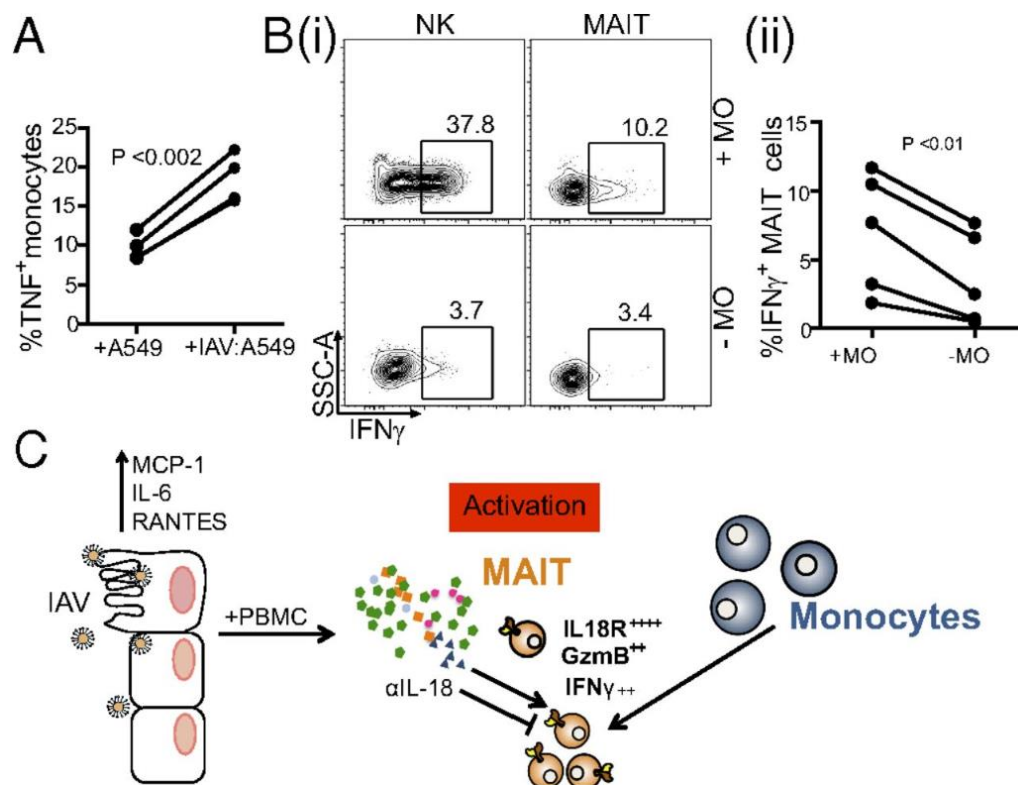 A
25
20
15
10
5
0
P <0.002
%TNF+monocytes
+A549
+IAV:A549
B(i)
NK
MAIT
37.8
10.2
+ MO
3.7
3.4
- MO
SSC-A
IFNγ
(ii)
15
10
5
0
P <0.01
%IFNγ+ MAIT cells
+MO
-MO
C
MCP-1
IL-6
RANTES
IAV
+PBMC
Activation
MAIT
αIL-18
IL18R++++
GzmB++
IFNγ++
Monocytes